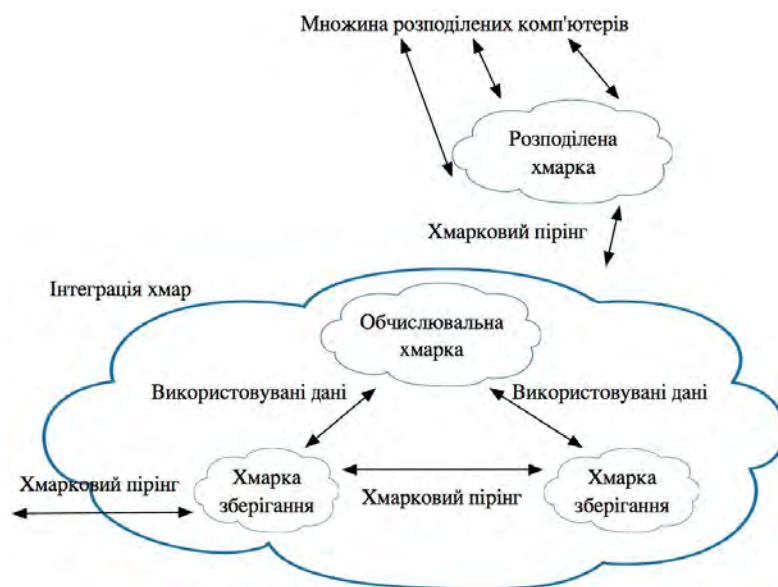 Множина розподілених комп'ютерів
Розподілена
хмарка
Хмарковий пірінг
Інтеграція хмар
Обчислювальна
хмарка
Використовувані дані
Використовувані дані
Хмарковий пірінг
Хмарка
зберігання
Хмарковий пірінг
Хмарка
зберігання